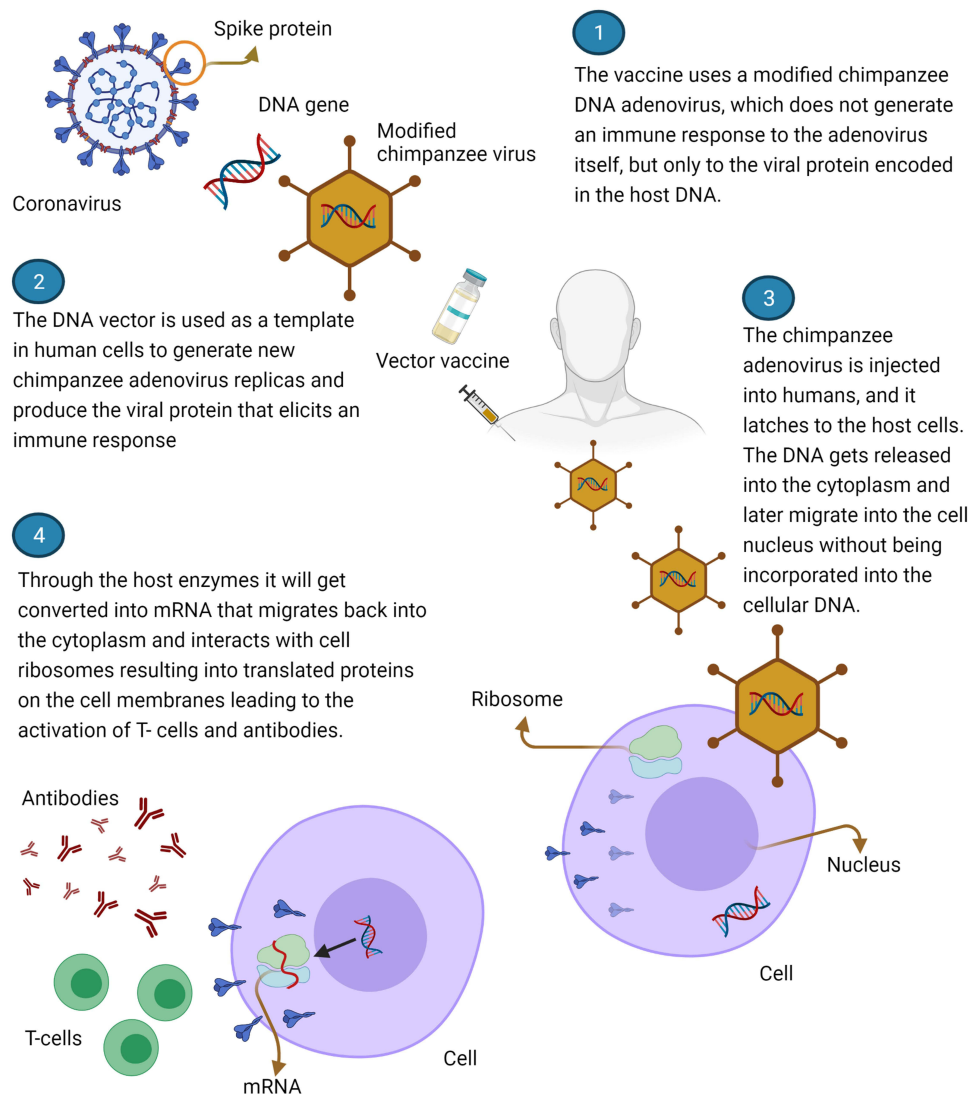 Spike protein
DNA gene
Modified
chimpanzee virus
Coronavirus
1
The vaccine uses a modified chimpanzee
DNA adenovirus, which does not generate
an immune response to the adenovirus
itself, but only to the viral protein encoded
in the host DNA.
2
The DNA vector is used as a template
in human cells to generate new
chimpanzee adenovirus replicas and
produce the viral protein that elicits an
immune response
Vector vaccine
3
The chimpanzee
adenovirus is injected
into humans, and it
latches to the host cells.
The DNA gets released
into the cytoplasm and
later migrate into the cell
nucleus without being
incorporated into the
cellular DNA.
4
Through the host enzymes it will get
converted into mRNA that migrates back into
the cytoplasm and interacts with cell
ribosomes resulting into translated proteins
on the cell membranes leading to the
activation of T- cells and antibodies.
Ribosome
Nucleus
Cell
Antibodies
T-cells
Cell
mRNA